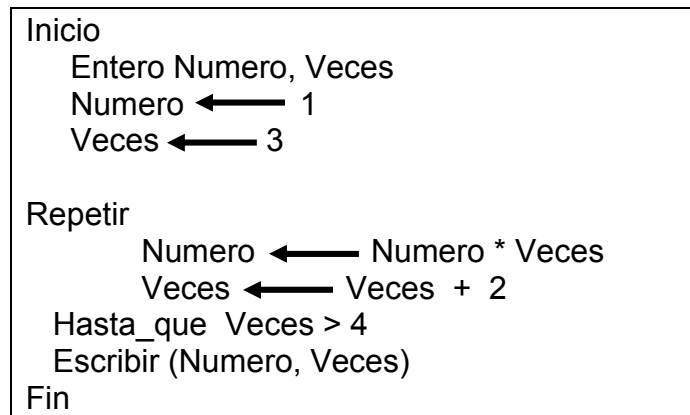 Inicio
Entero Numero, Veces
Numero ← 1
Veces ← 3
Repetir
Numero ← Numero * Veces
Veces ← Veces + 2
Hasta_que Veces > 4
Escribir (Numero, Veces)
Fin